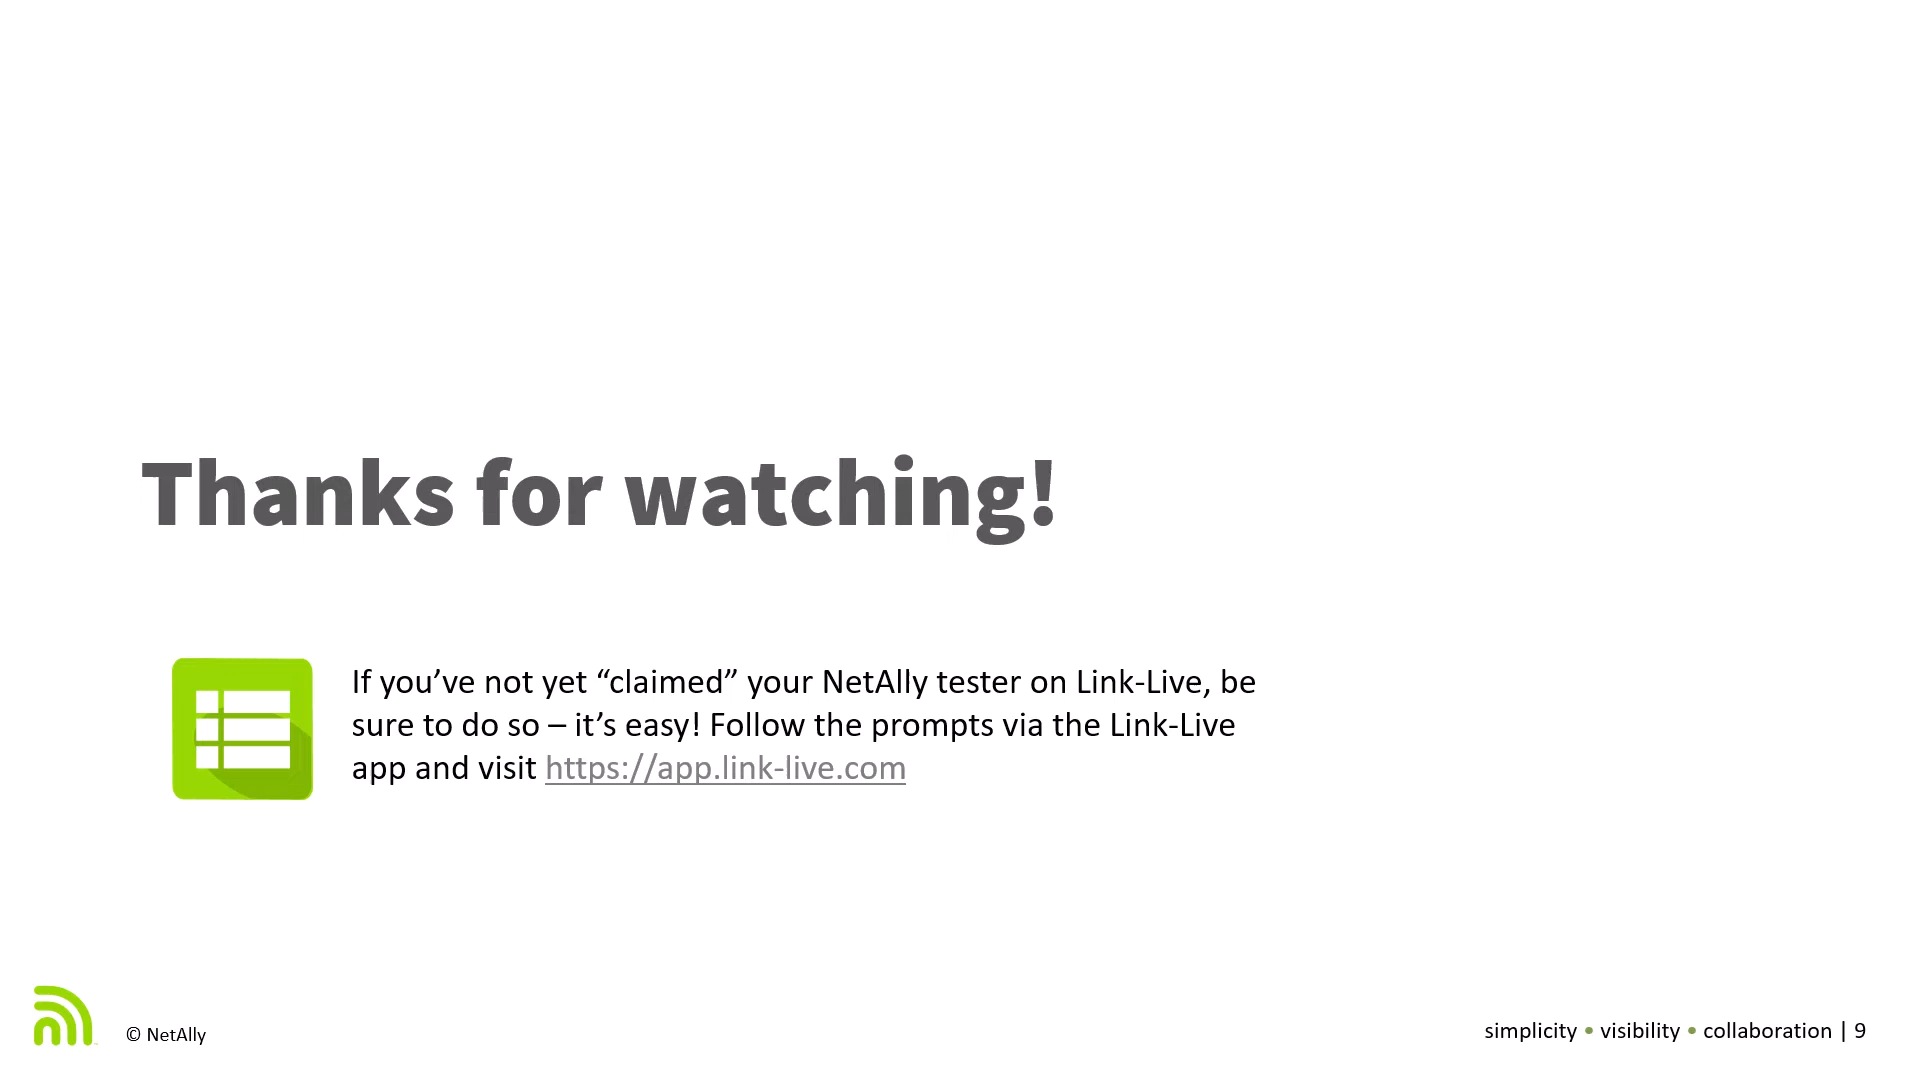 Thanks for watching!
If you’ve not yet “claimed” your NetAlly tester on Link-Live, be
sure to do so – it’s easy! Follow the prompts via the Link-Live
app and visit https://app.link-live.com
© NetAlly
simplicity • visibility • collaboration | 9